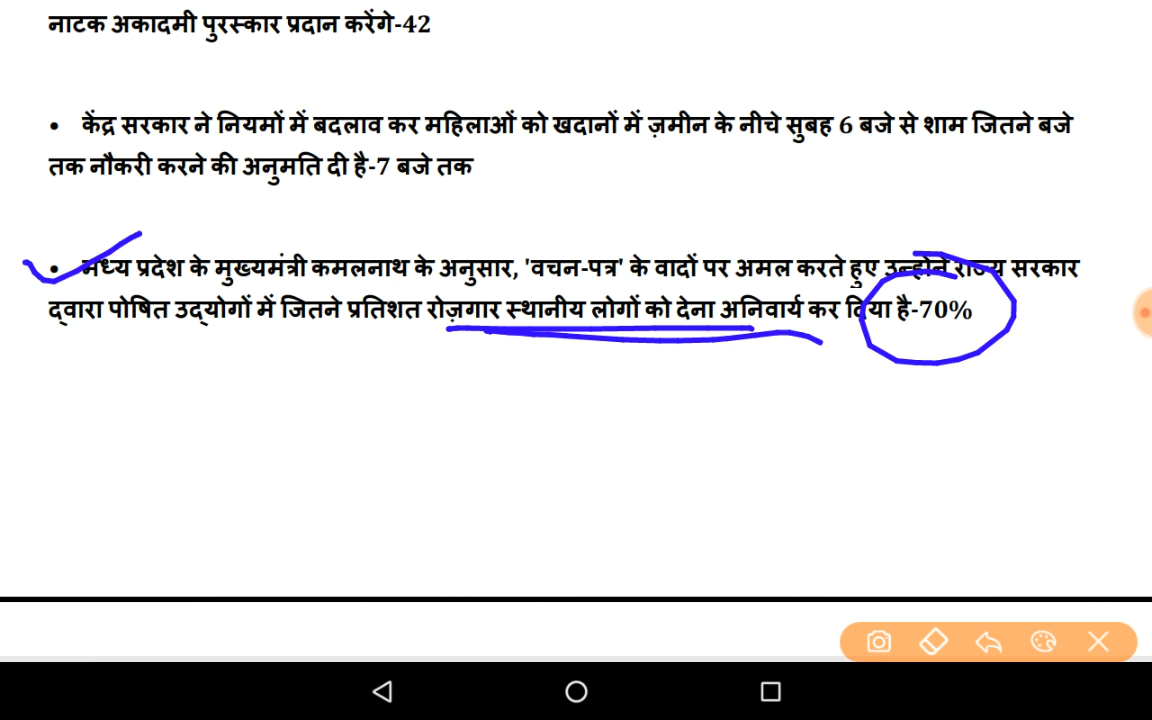 नाटक अकादमी पुरस्कार प्रदान करेंगे-42
• केंद्र सरकार ने नियमों में बदलाव कर महिलाओं को खदानों में ज़मीन के नीचे सुबह 6 बजे से शाम जितने बजे
तक नौकरी करने की अनुमति दी है-7 बजे तक
• मध्य प्रदेश के मुख्यमंत्री कमलनाथ के अनुसार, 'वचन-पत्र' के वादों पर अमल करते हुए उन्होंने राज्य सरकार
द्वारा पोषित उद्योगों में जितने प्रतिशत रोज़गार स्थानीय लोगों को देना अनिवार्य कर दिया है-70%